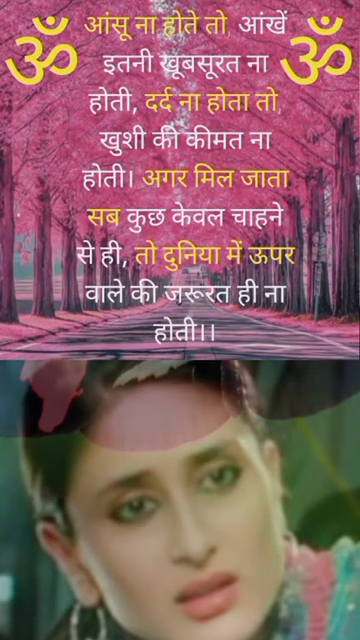 ॐ ॐ
आंसू ना होते तो, आंखें
इतनी खूबसूरत ना
होती, दर्द ना होता तो,
खुशी की कीमत ना
होती। अगर मिल जाता
सब कुछ केवल चाहने
से ही, तो दुनिया में ऊपर
वाले की जरूरत ही ना
होती।।